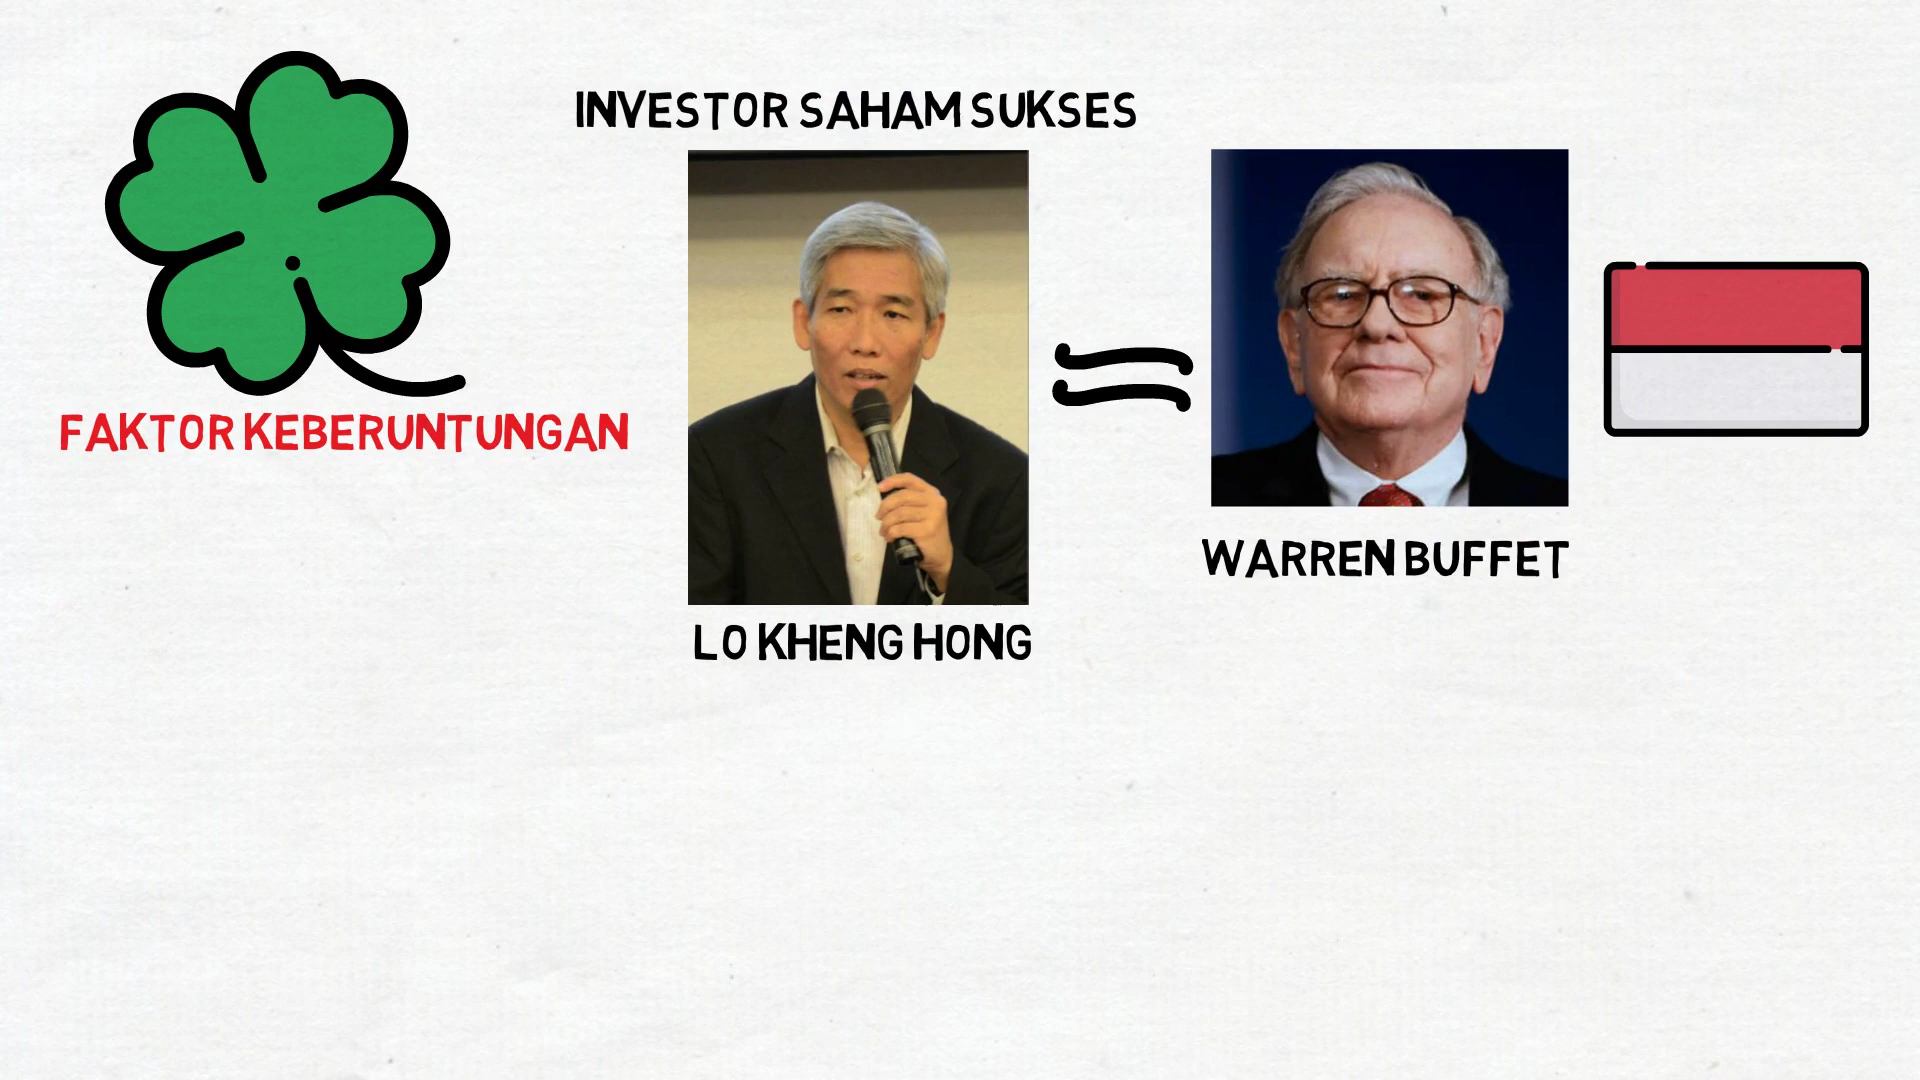 INVESTOR SAHAM SUKSES
FAKTOR KEBERUNTUNGAN
WARREN BUFFET
LO KHENG HONG